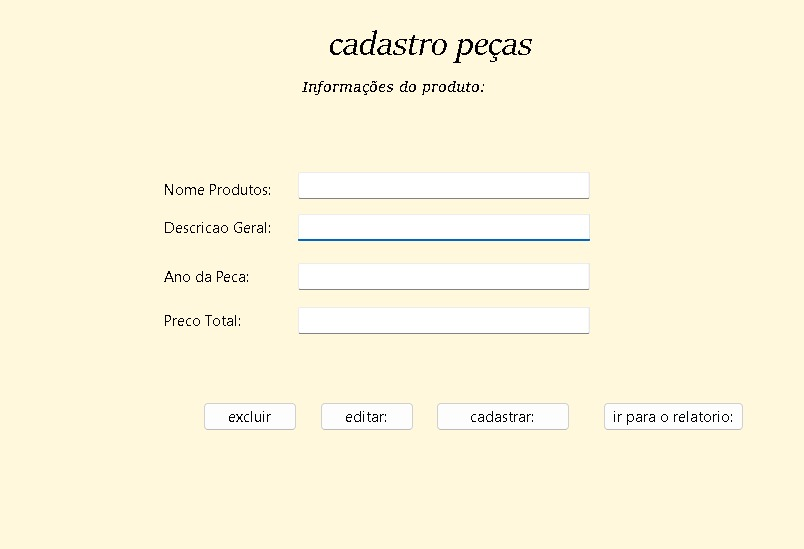 cadastro peças
Informações do produto:
Nome Produtos:
Descricao Geral:
Ano da Peca:
Preco Total:
excluir editar: cadastrar: ir para o relatorio: